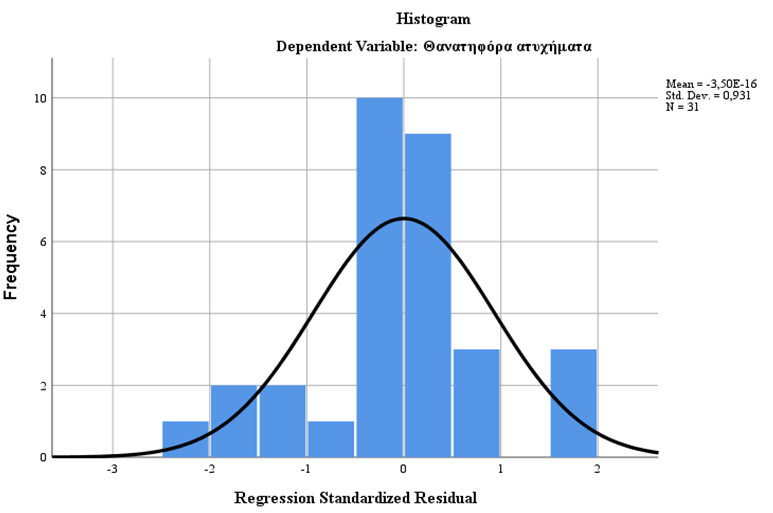 Histogram
Dependent Variable: Θανατηφόρα ατυχήματα
Mean = -3,50E-16
Std. Dev. = 0,931
N = 31
Frequency
10
8
6
4
2
0
-3
-2
-1
0
1
2
Regression Standardized Residual